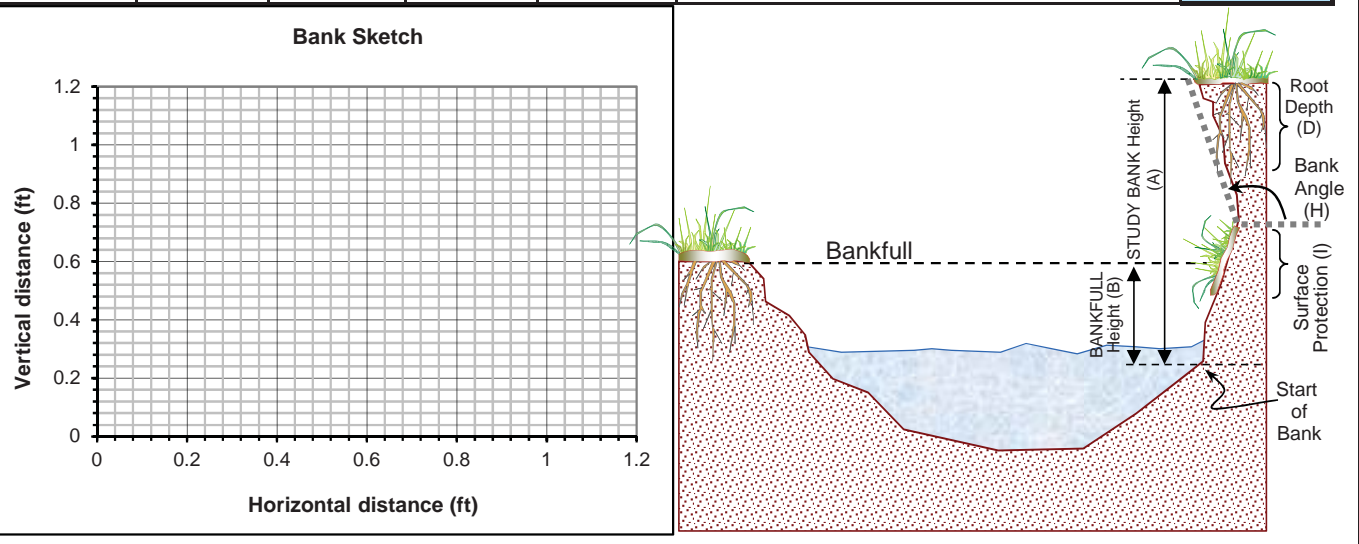 Bank Sketch
1.2
1
0.8
0.6
0.4
0.2
0
0
0.2
0.4
0.6
0.8
1
1.2
Vertical distance (ft)
Horizontal distance (ft)
Bankfull
STUDY BANK Height
(A)
BANKFULL
Height (B)
Root
Depth
(D)
Bank
Angle
(H)
Surface
Protection (I)
Start
of
Bank